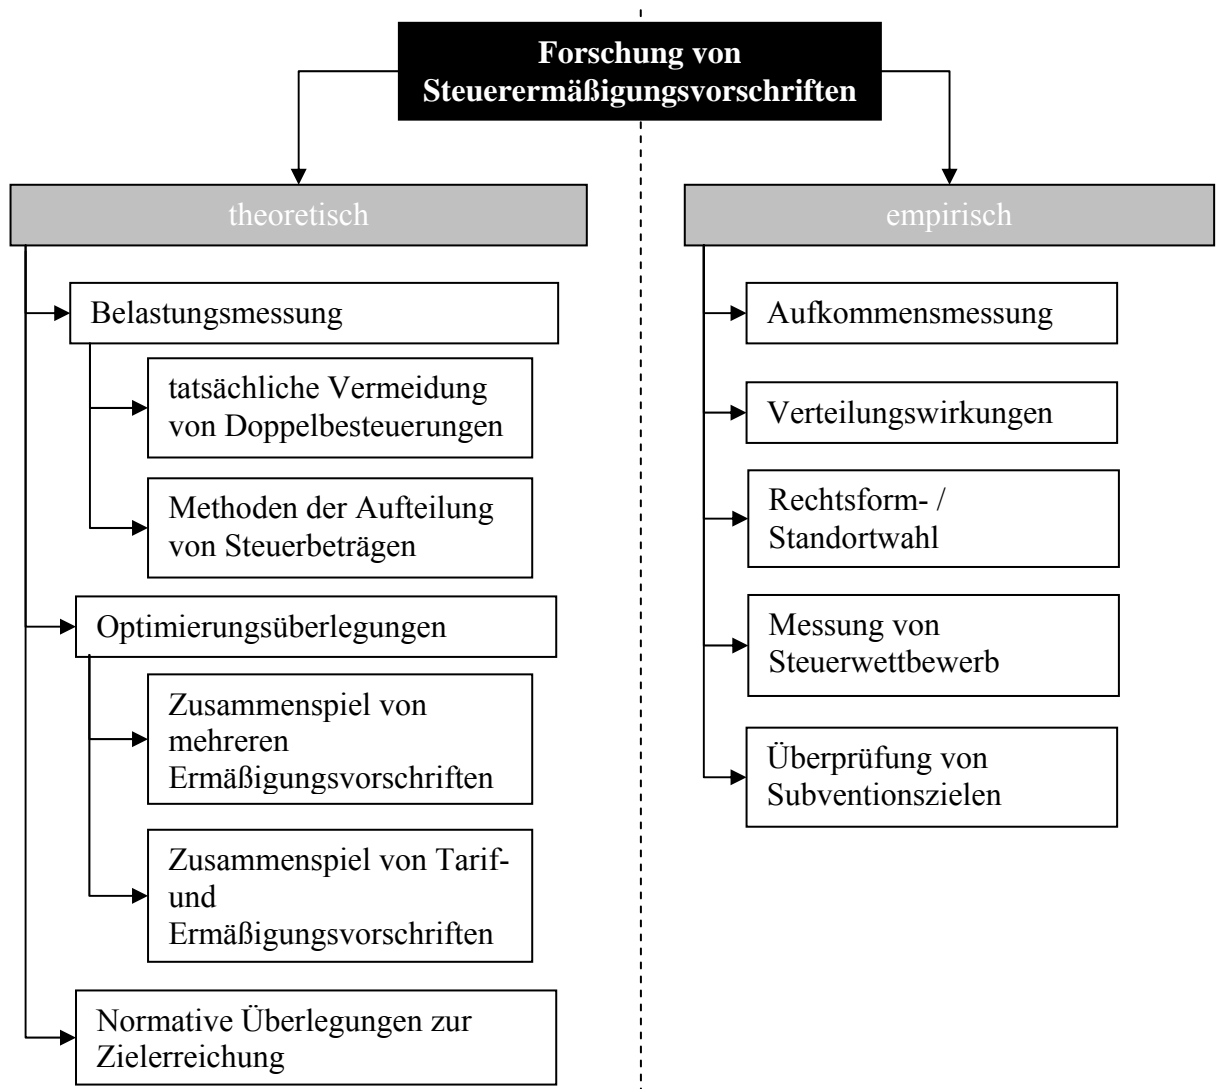 Forschung von
Steuerermäßigungsvorschriften
theoretisch
Belastungsmessung
tatsächliche Vermeidung
von Doppelbesteuerungen
Methoden der Aufteilung
von Steuerbeträgen
Optimierungsüberlegungen
Zusammenspiel von
mehreren
Ermäßigungsvorschriften
Zusammenspiel von Tarif-
und
Ermäßigungsvorschriften
Normative Überlegungen zur
Zielerreichung
empirisch
Aufkommensmessung
Verteilungswirkungen
Rechtsform- /
Standortwahl
Messung von
Steuerwettbewerb
Überprüfung von
Subventionszielen